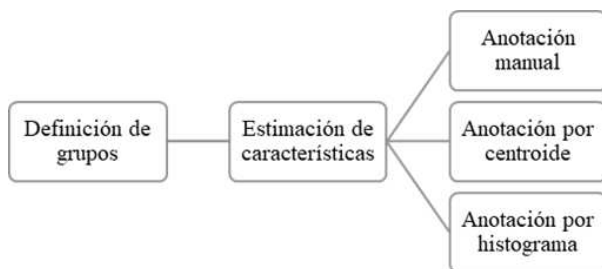 Definición de
grupos
Estimación de
características
Anotación
manual
Anotación por
centroide
Anotación por
histograma